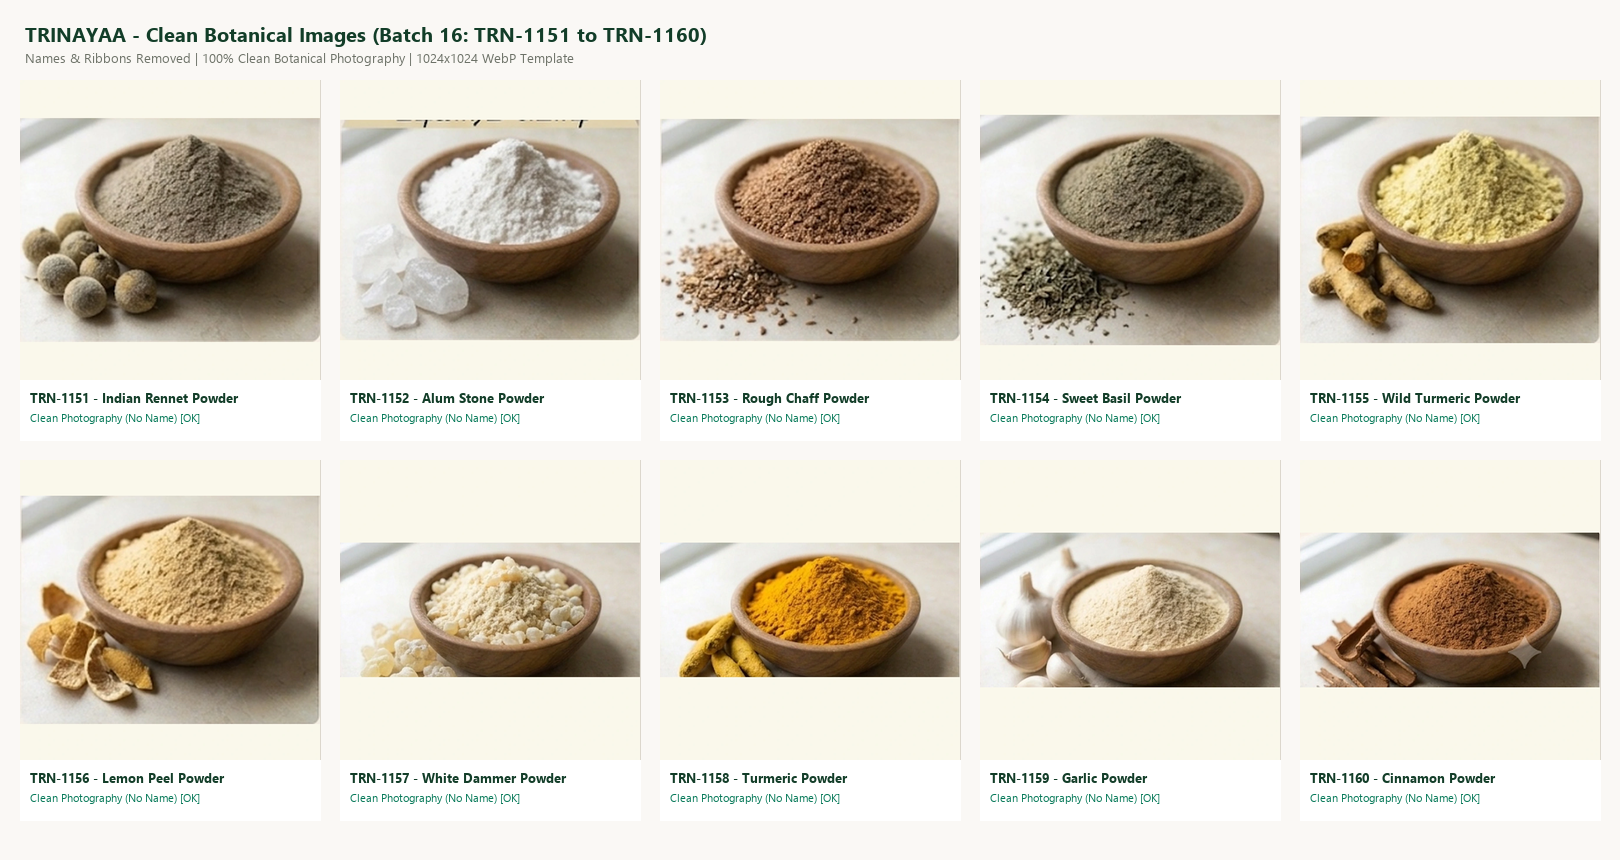 TRINAYAA - Clean Botanical Images (Batch 16: TRN-1151 to TRN-1160)
Names & Ribbons Removed | 100% Clean Botanical Photography | 1024x1024 WebP Template
TRN-1151 - Indian Rennet Powder
Clean Photography (No Name) [OK]
TRN-1152 - Alum Stone Powder
Clean Photography (No Name) [OK]
TRN-1153 - Rough Chaff Powder
Clean Photography (No Name) [OK]
TRN-1154 - Sweet Basil Powder
Clean Photography (No Name) [OK]
TRN-1155 - Wild Turmeric Powder
Clean Photography (No Name) [OK]
TRN-1156 - Lemon Peel Powder
Clean Photography (No Name) [OK]
TRN-1157 - White Dammer Powder
Clean Photography (No Name) [OK]
TRN-1158 - Turmeric Powder
Clean Photography (No Name) [OK]
TRN-1159 - Garlic Powder
Clean Photography (No Name) [OK]
TRN-1160 - Cinnamon Powder
Clean Photography (No Name) [OK]